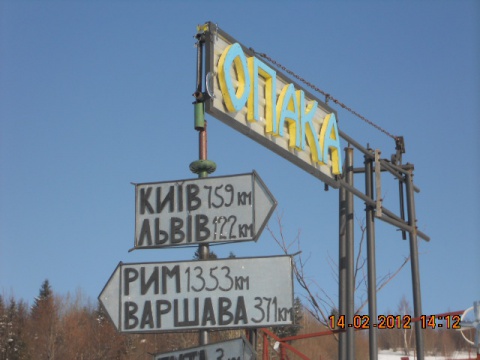 ОПАКА
КИЇВ 759 КМ
ЛЬВІВ 122 КМ
РИМ 1353 КМ
ВАРШАВА 371 КМ
14-02-2012 14:12